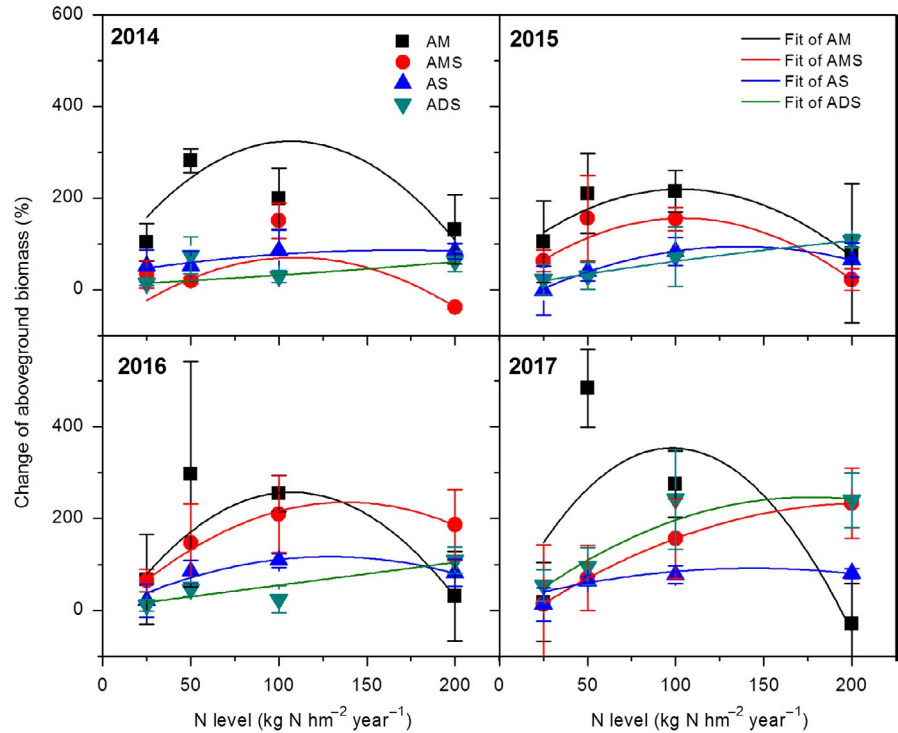 Change of aboveground biomass (%)
600
400
200
0
2014
AM
AMS
AS
ADS
2015
Fit of AM
Fit of AMS
Fit of AS
Fit of ADS
400
200
0
2016
2017
0 50 100 150 200
0 50 100 150 200
N level (kg N hm⁻² year⁻¹)
N level (kg N hm⁻² year⁻¹)